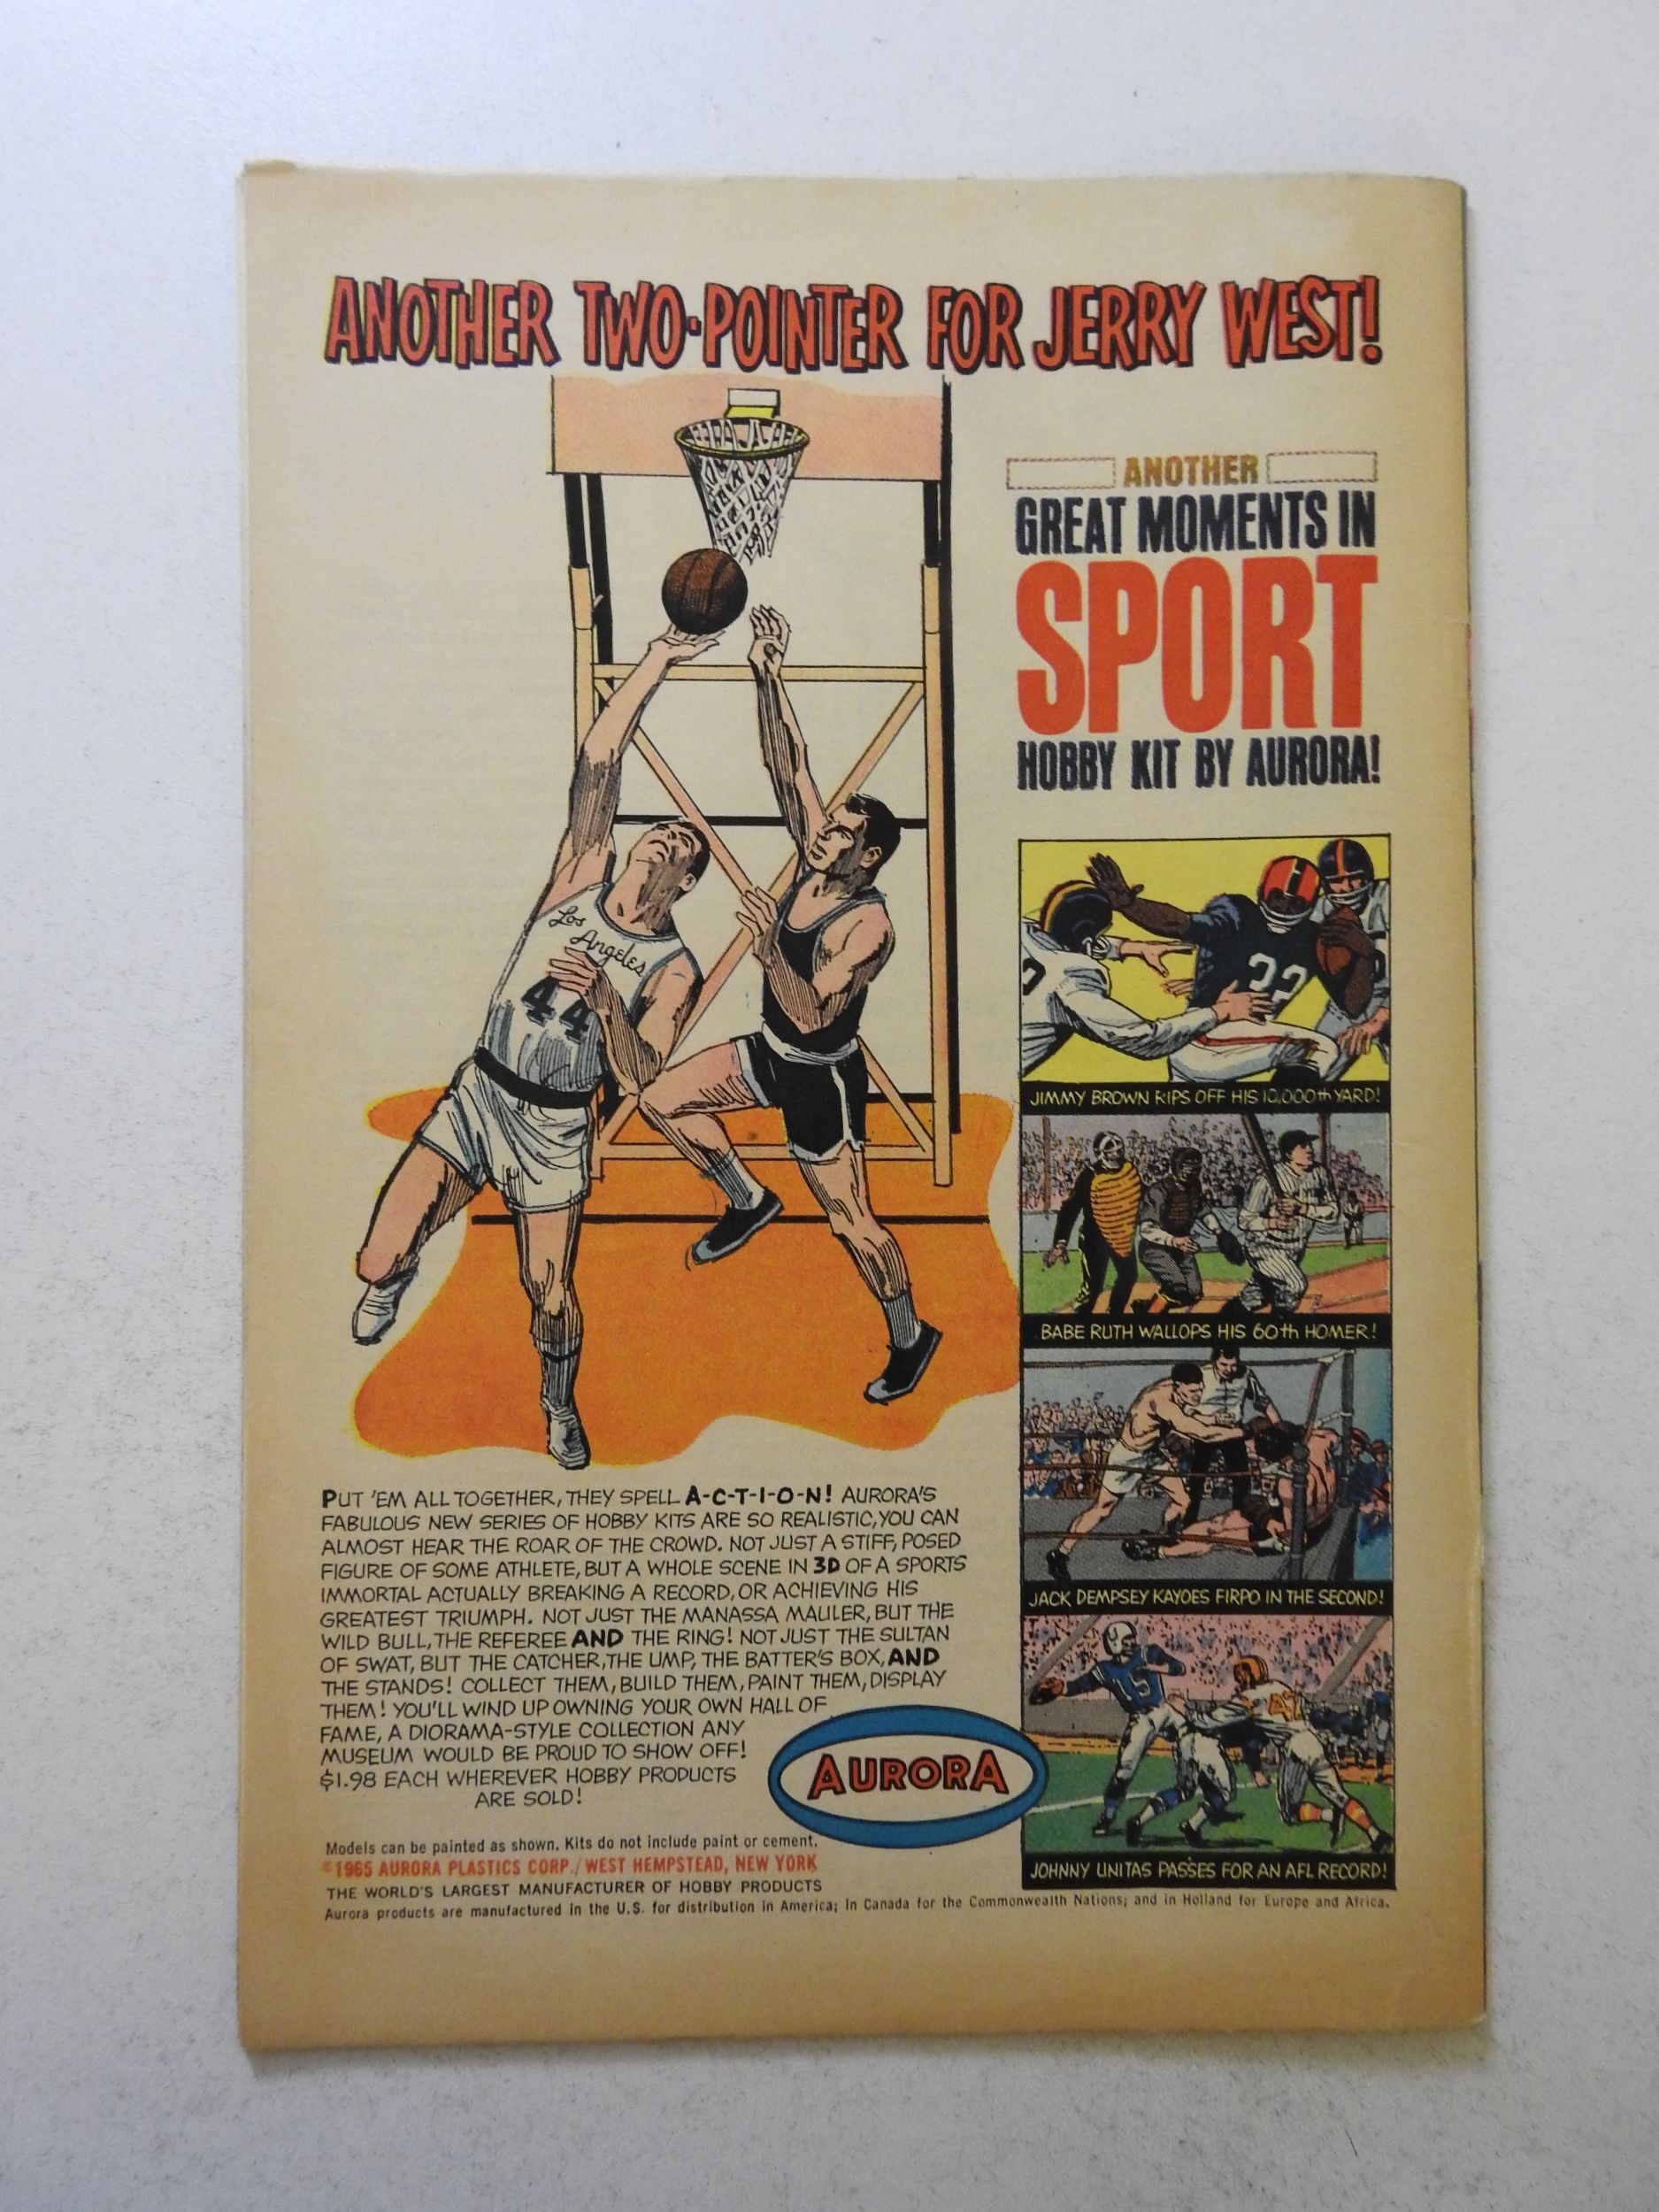 ANOTHER TWO-POINTER FOR JERRY WEST!
ANOTHER
GREAT MOMENTS IN
SPORT
HOBBY KIT BY AURORA!
Los
Angeles
44
32
JIMMY BROWN RIPS OFF HIS 10,000th YARD!
BABE RUTH WALLOPS HIS 60th HOMER!
JACK DEMPSEY KAYOES FIRPO IN THE SECOND!
15
JOHNNY UNITAS PASSES FOR AN AFL RECORD!
PUT 'EM ALL TOGETHER, THEY SPELL A-C-T-I-O-N! AURORA'S
FABULOUS NEW SERIES OF HOBBY KITS ARE SO REALISTIC, YOU CAN
ALMOST HEAR THE ROAR OF THE CROWD. NOT JUST A STIFF, POSED
FIGURE OF SOME ATHLETE, BUT A WHOLE SCENE IN 3D OF A SPORTS
IMMORTAL ACTUALLY BREAKING A RECORD, OR ACHIEVING HIS
GREATEST TRIUMPH. NOT JUST THE MANASSA MAULER, BUT THE
WILD BULL, THE REFEREE AND THE RING! NOT JUST THE SULTAN
OF SWAT, BUT THE CATCHER, THE UMP, THE BATTER'S BOX, AND
THE STANDS! COLLECT THEM, BUILD THEM, PAINT THEM, DISPLAY
THEM! YOU'LL WIND UP OWNING YOUR OWN HALL OF
FAME, A DIORAMA-STYLE COLLECTION ANY
MUSEUM WOULD BE PROUD TO SHOW OFF!
$1.98 EACH WHEREVER HOBBY PRODUCTS
ARE SOLD!
AURORA
Models can be painted as shown. Kits do not include paint or cement.
©1965 AURORA PLASTICS CORP./WEST HEMPSTEAD, NEW YORK
THE WORLD'S LARGEST MANUFACTURER OF HOBBY PRODUCTS
Aurora products are manufactured in the U.S. for distribution in America; in Canada for the Commonwealth Nations; and in Holland for Europe and Africa.